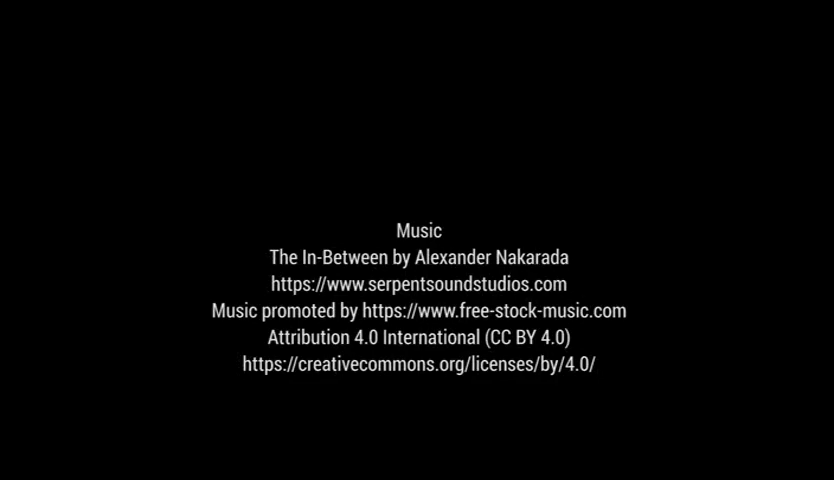 Music
The In-Between by Alexander Nakarada
https://www.serpentsoundstudios.com
Music promoted by https://www.free-stock-music.com
Attribution 4.0 International (CC BY 4.0)
https://creativecommons.org/licenses/by/4.0/